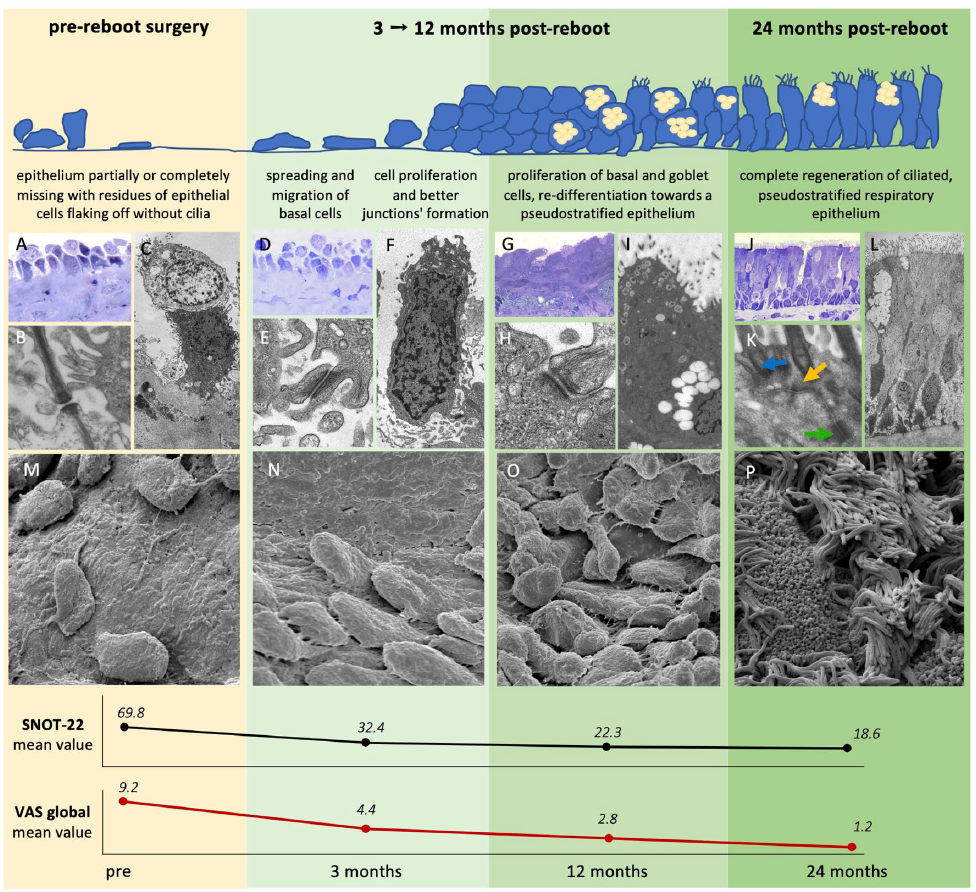 pre-reboot surgery
3 → 12 months post-reboot
24 months post-reboot
epithelium partially or completely
missing with residues of epithelial
cells flaking off without cilia
spreading and
migration of
basal cells
cell proliferation
and better
junctions' formation
proliferation of basal and goblet
cells, re-differentiation towards a
pseudostratified epithelium
complete regeneration of ciliated,
pseudostratified respiratory
epithelium
A
B
C
D
E
F
G
H
I
J
K
L
M
N
O
P
SNOT-22
mean value
69.8
32.4
22.3
18.6
VAS global
mean value
9.2
4.4
2.8
1.2
pre
3 months
12 months
24 months